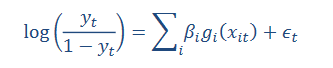 log(y_t / (1 − y_t)) = ∑_i β_i g_i(x_it) + ϵ_t